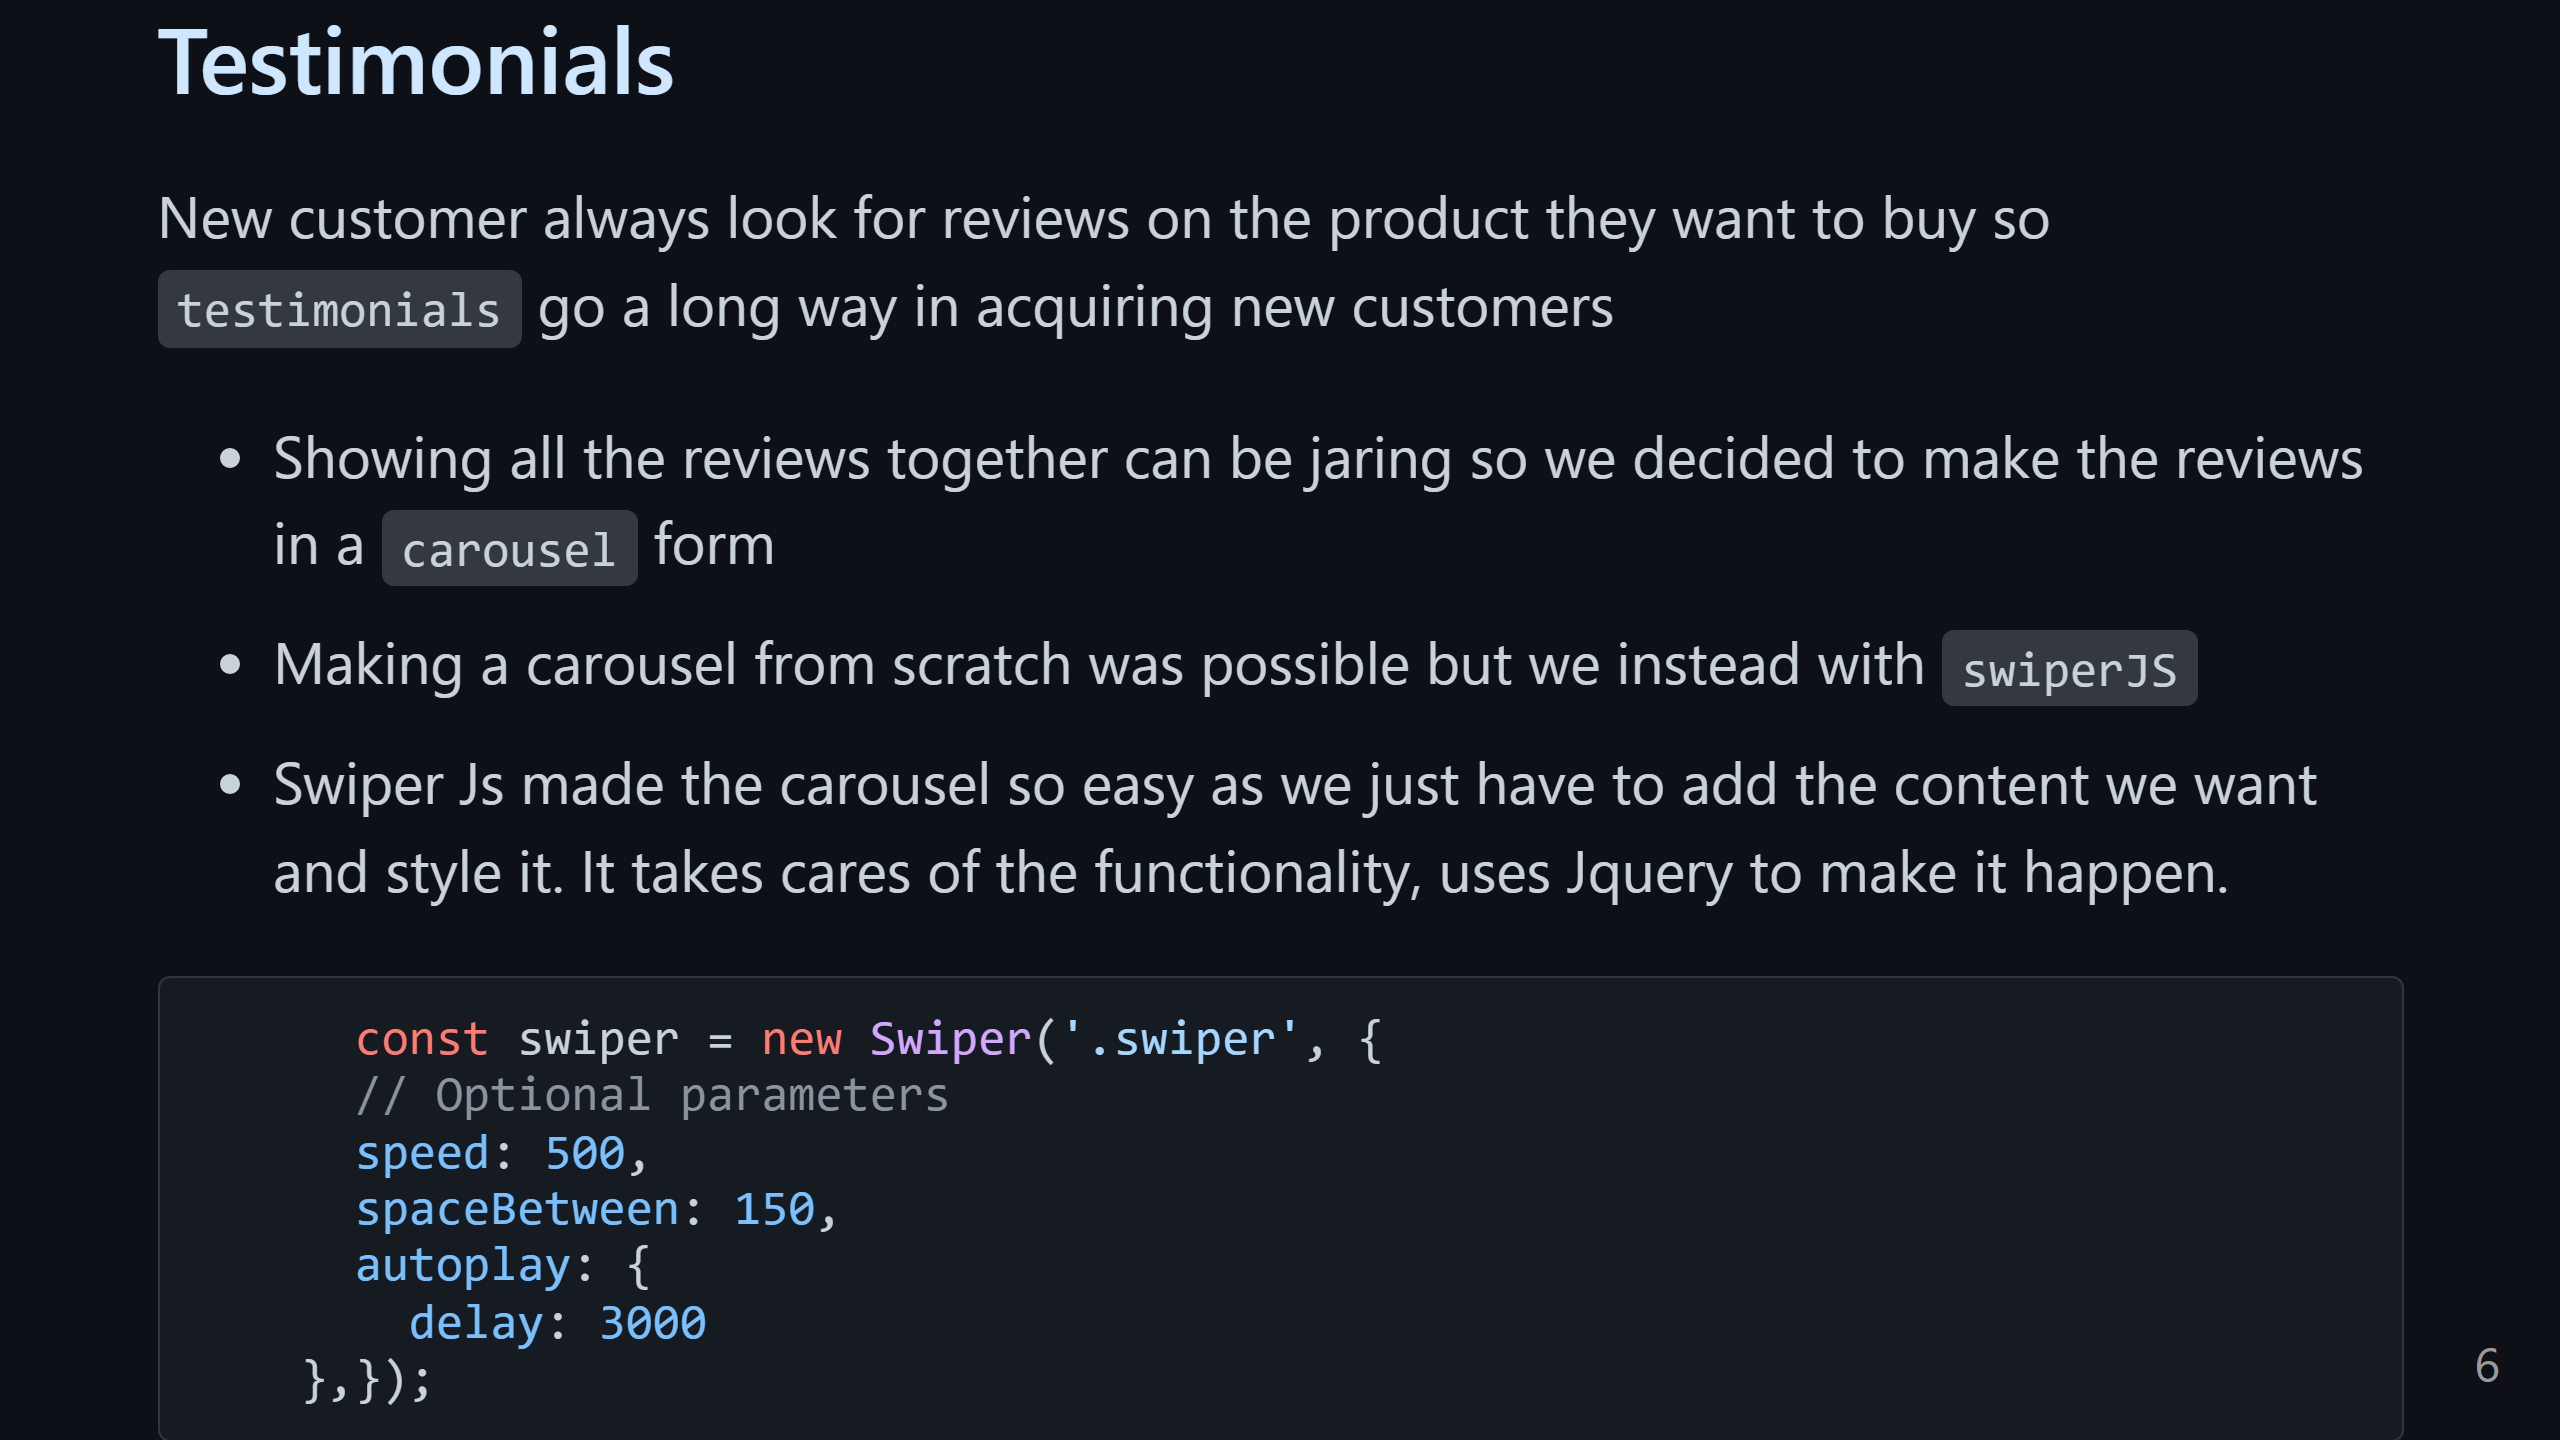 Testimonials
New customer always look for reviews on the product they want to buy so
testimonials go a long way in acquiring new customers
• Showing all the reviews together can be jaring so we decided to make the reviews
in a carousel form
• Making a carousel from scratch was possible but we instead with swiperJS
• Swiper Js made the carousel so easy as we just have to add the content we want
and style it. It takes cares of the functionality, uses Jquery to make it happen.
const swiper = new Swiper('.swiper', {
// Optional parameters
speed: 500,
spaceBetween: 150,
autoplay: {
delay: 3000
},});
6